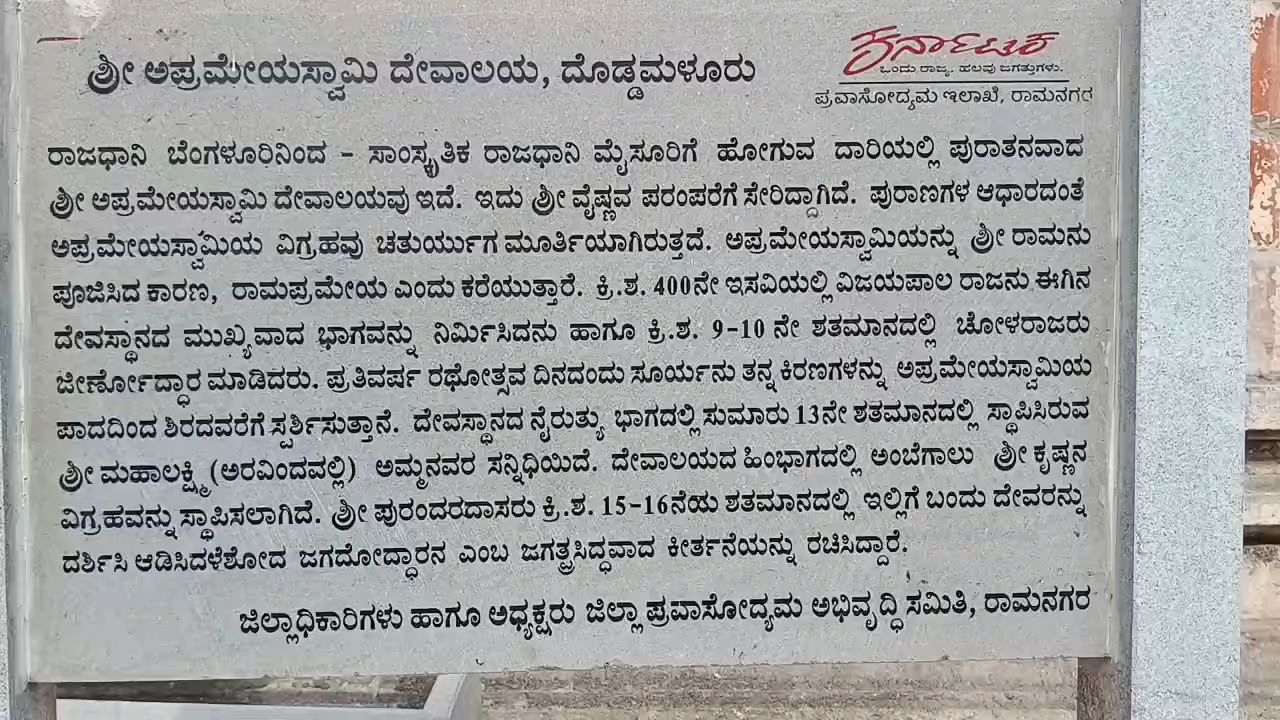 ಕರ್ನಾಟಕ
ಒಂದು ರಾಜ್ಯ. ಹಲವು ಜಗತ್ತುಗಳು.
ಶ್ರೀ ಅಪ್ರಮೇಯಸ್ವಾಮಿ ದೇವಾಲಯ, ದೊಡ್ಡಮಳೂರು
ಪ್ರವಾಸೋದ್ಯಮ ಇಲಾಖೆ, ರಾಮನಗರ
ರಾಜಧಾನಿ ಬೆಂಗಳೂರಿನಿಂದ - ಸಾಂಸ್ಕೃತಿಕ ರಾಜಧಾನಿ ಮೈಸೂರಿಗೆ ಹೋಗುವ ದಾರಿಯಲ್ಲಿ ಪುರಾತನವಾದ
ಶ್ರೀ ಅಪ್ರಮೇಯಸ್ವಾಮಿ ದೇವಾಲಯವು ಇದೆ. ಇದು ಶ್ರೀ ವೈಷ್ಣವ ಪರಂಪರೆಗೆ ಸೇರಿದ್ದಾಗಿದೆ. ಪುರಾಣಗಳ ಆಧಾರದಂತೆ
ಅಪ್ರಮೇಯಸ್ವಾಮಿಯ ವಿಗ್ರಹವು ಚತುರ್ಯುಗ ಮೂರ್ತಿಯಾಗಿರುತ್ತದೆ. ಅಪ್ರಮೇಯಸ್ವಾಮಿಯನ್ನು ಶ್ರೀ ರಾಮನು
ಪೂಜಿಸಿದ ಕಾರಣ, ರಾಮಪ್ರಮೇಯ ಎಂದು ಕರೆಯುತ್ತಾರೆ. ಕ್ರಿ.ಶ. 400ನೇ ಇಸವಿಯಲ್ಲಿ ವಿಜಯಪಾಲ ರಾಜನು ಈಗಿನ
ದೇವಸ್ಥಾನದ ಮುಖ್ಯವಾದ ಭಾಗವನ್ನು ನಿರ್ಮಿಸಿದನು ಹಾಗೂ ಕ್ರಿ.ಶ. 9-10 ನೇ ಶತಮಾನದಲ್ಲಿ ಚೋಳರಾಜರು
ಜೀರ್ಣೋದ್ಧಾರ ಮಾಡಿದರು. ಪ್ರತಿವರ್ಷ ರಥೋತ್ಸವ ದಿನದಂದು ಸೂರ್ಯನು ತನ್ನ ಕಿರಣಗಳನ್ನು ಅಪ್ರಮೇಯಸ್ವಾಮಿಯ
ಪಾದದಿಂದ ಶಿರದವರೆಗೆ ಸ್ಪರ್ಶಿಸುತ್ತಾನೆ. ದೇವಸ್ಥಾನದ ನೈರುತ್ಯ ಭಾಗದಲ್ಲಿ ಸುಮಾರು 13ನೇ ಶತಮಾನದಲ್ಲಿ ಸ್ಥಾಪಿಸಿರುವ
ಶ್ರೀ ಮಹಾಲಕ್ಷ್ಮಿ (ಅರವಿಂದವಲ್ಲಿ) ಅಮ್ಮನವರ ಸನ್ನಿಧಿಯಿದೆ. ದೇವಾಲಯದ ಹಿಂಭಾಗದಲ್ಲಿ ಅಂಬೆಗಾಲು ಶ್ರೀ ಕೃಷ್ಣನ
ವಿಗ್ರಹವನ್ನು ಸ್ಥಾಪಿಸಲಾಗಿದೆ. ಶ್ರೀ ಪುರಂದರದಾಸರು ಕ್ರಿ.ಶ. 15-16ನೆಯ ಶತಮಾನದಲ್ಲಿ ಇಲ್ಲಿಗೆ ಬಂದು ದೇವರನ್ನು
ದರ್ಶಿಸಿ ಆಡಿಸಿದಳೆಶೋದ ಜಗದೋದ್ಧಾರನ ಎಂಬ ಜಗತ್ಪ್ರಸಿದ್ಧವಾದ ಕೀರ್ತನೆಯನ್ನು ರಚಿಸಿದ್ದಾರೆ.
ಜಿಲ್ಲಾಧಿಕಾರಿಗಳು ಹಾಗೂ ಅಧ್ಯಕ್ಷರು ಜಿಲ್ಲಾ ಪ್ರವಾಸೋದ್ಯಮ ಅಭಿವೃದ್ಧಿ ಸಮಿತಿ, ರಾಮನಗರ